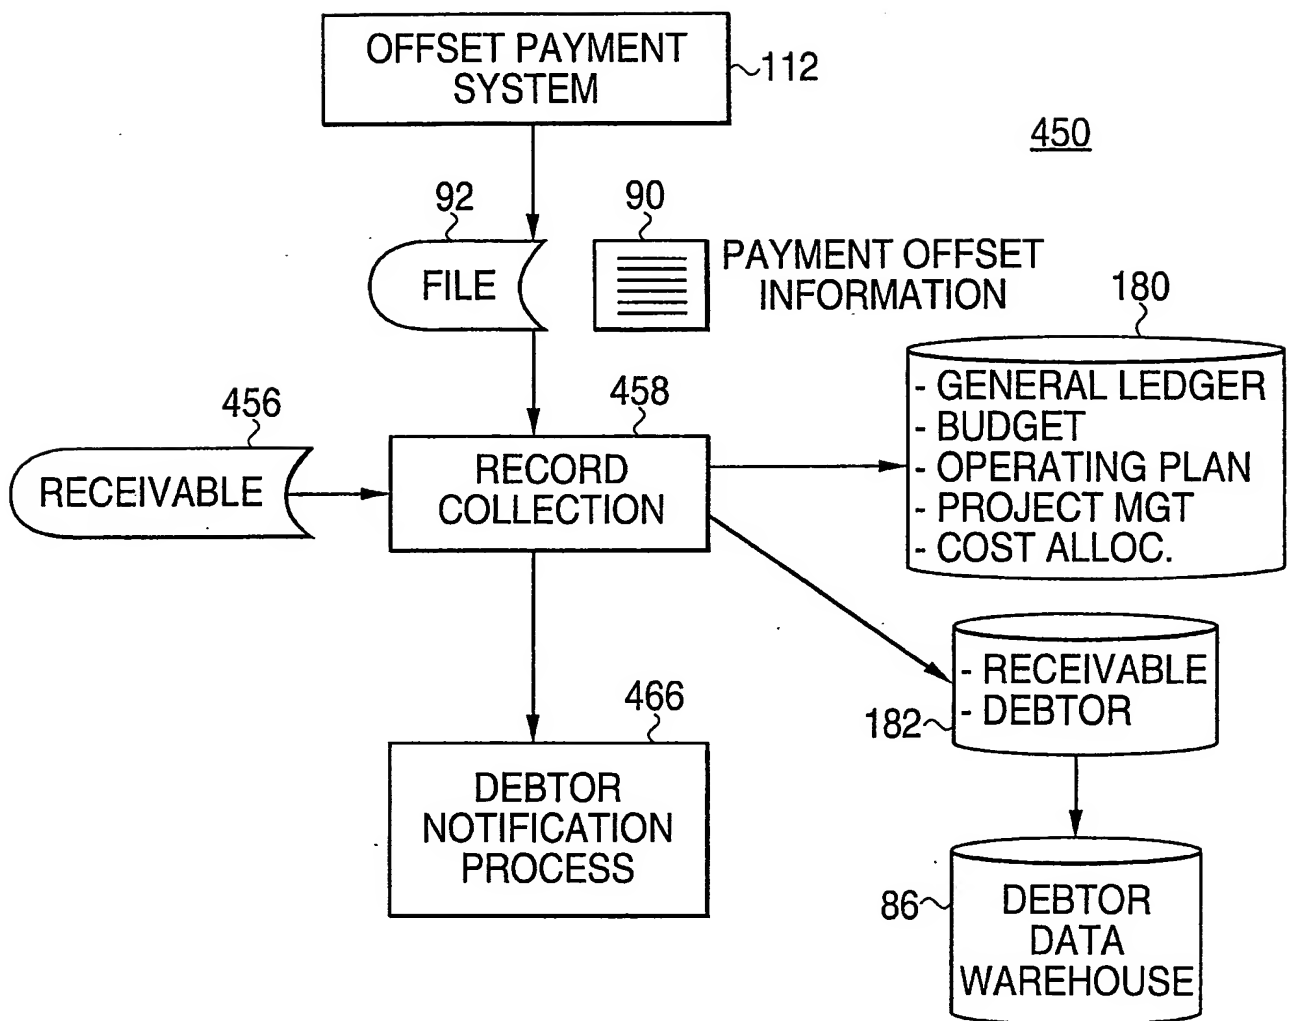 OFFSET PAYMENT
SYSTEM
112
450
92
90
FILE
PAYMENT OFFSET
INFORMATION
180
456
458
- GENERAL LEDGER
- BUDGET
- OPERATING PLAN
- PROJECT MGT
- COST ALLOC.
RECEIVABLE
RECORD
COLLECTION
- RECEIVABLE
- DEBTOR
182
466
DEBTOR
NOTIFICATION
PROCESS
86
DEBTOR
DATA
WAREHOUSE